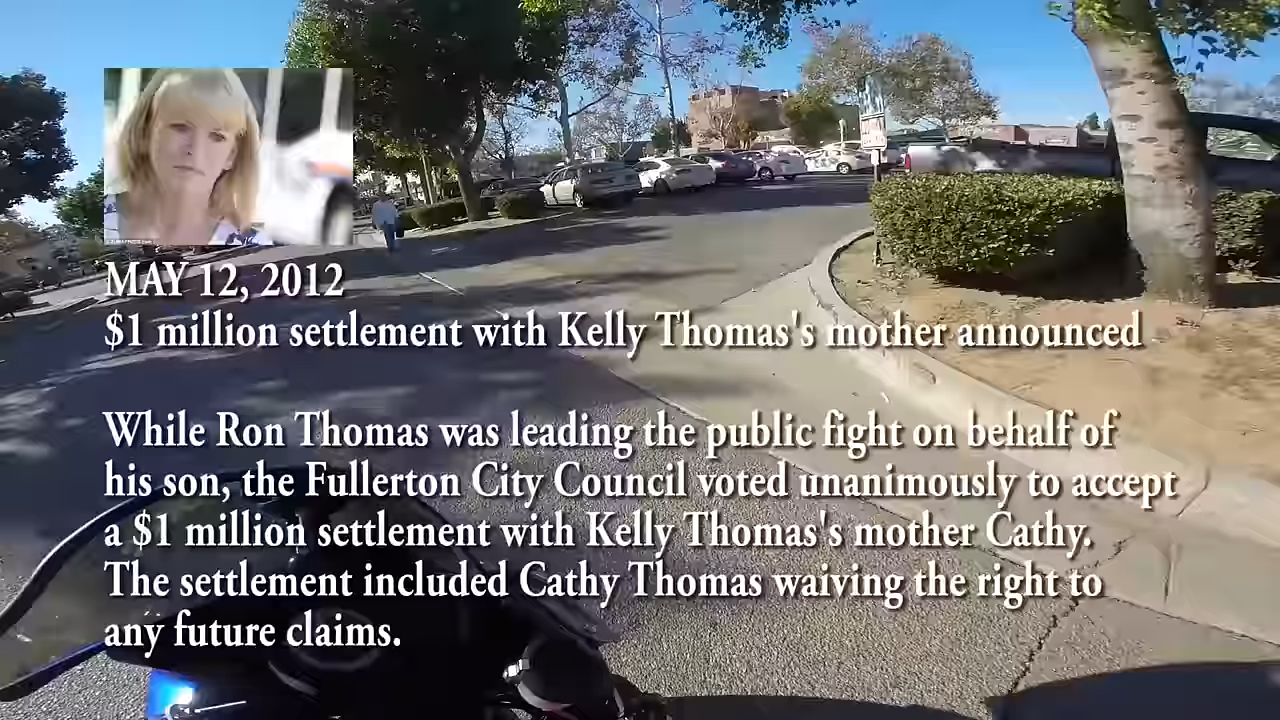 MAY 12, 2012
$1 million settlement with Kelly Thomas's mother announced
While Ron Thomas was leading the public fight on behalf of
his son, the Fullerton City Council voted unanimously to accept
a $1 million settlement with Kelly Thomas's mother Cathy.
The settlement included Cathy Thomas waiving the right to
any future claims.